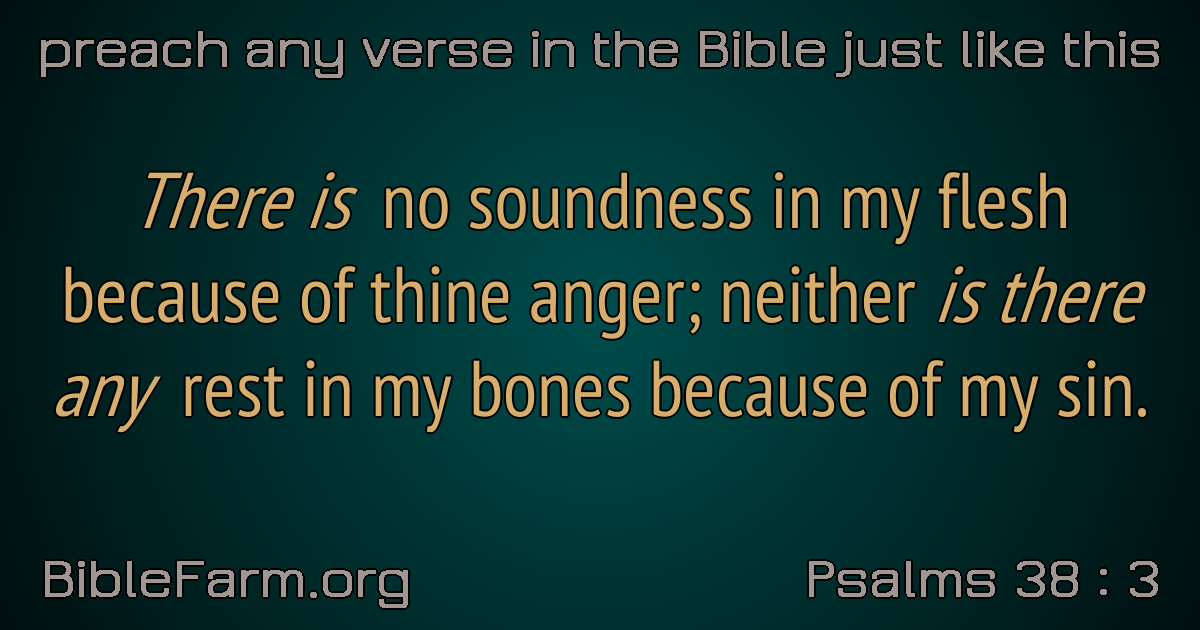 preach any verse in the Bible just like this
There is no soundness in my flesh
because of thine anger; neither is there
any rest in my bones because of my sin.
BibleFarm.org
Psalms 38 : 3